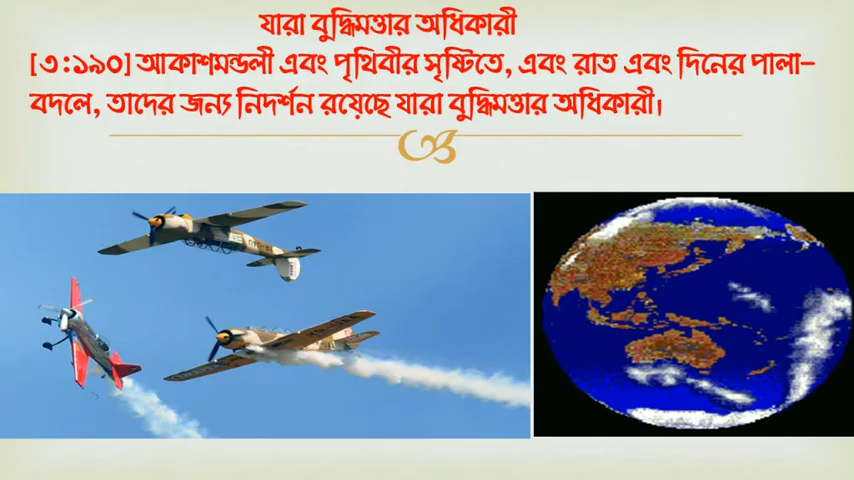 যারা বুদ্ধিমত্তার অধিকারী
[৩:১৯০] আকাশমন্ডলী এবং পৃথিবীর সৃষ্টিতে, এবং রাত এবং দিনের পালা-
বদলে, তাদের জন্য নিদর্শন রয়েছে যারা বুদ্ধিমত্তার অধিকারী।